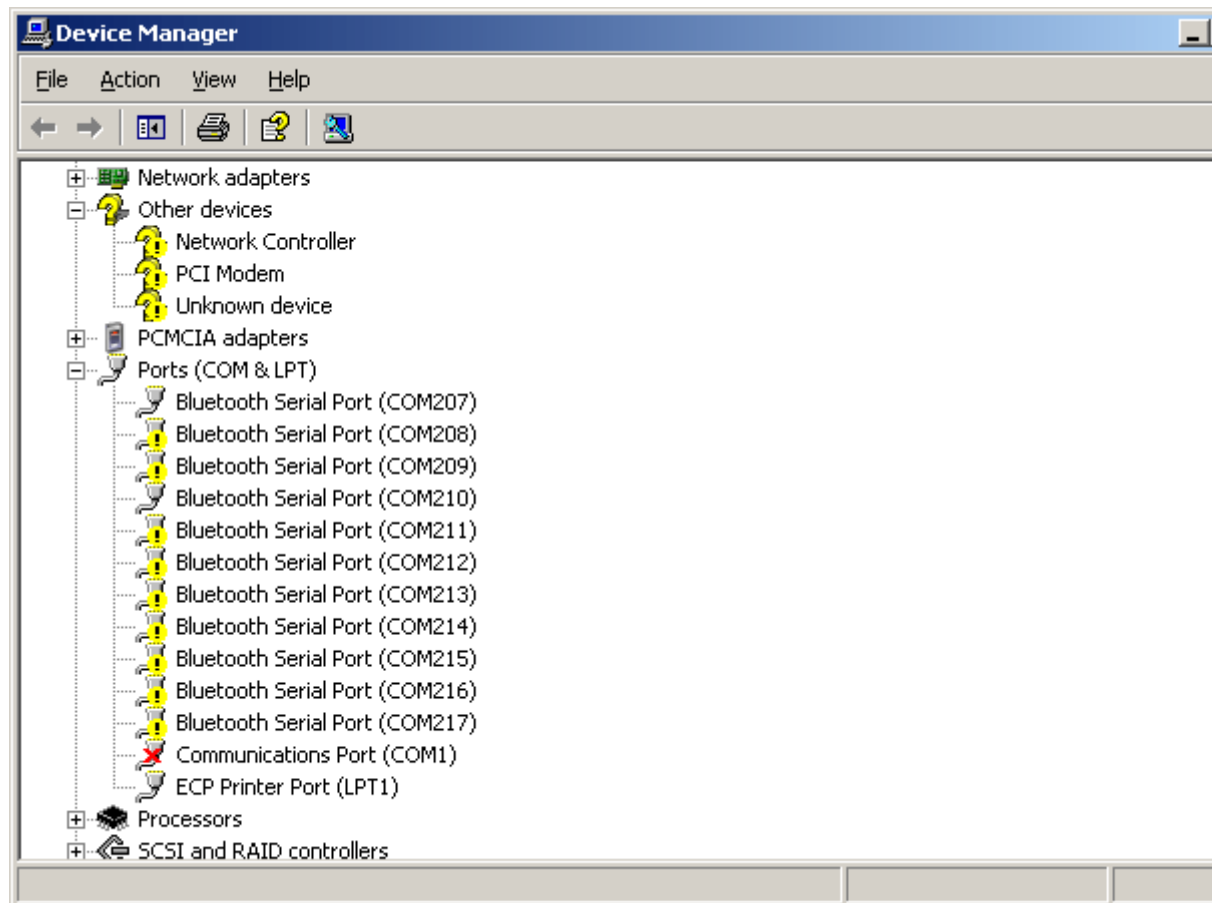 Device Manager
File Action View Help
Network adapters
Other devices
Network Controller
PCI Modem
Unknown device
PCMCIA adapters
Ports (COM & LPT)
Bluetooth Serial Port (COM207)
Bluetooth Serial Port (COM208)
Bluetooth Serial Port (COM209)
Bluetooth Serial Port (COM210)
Bluetooth Serial Port (COM211)
Bluetooth Serial Port (COM212)
Bluetooth Serial Port (COM213)
Bluetooth Serial Port (COM214)
Bluetooth Serial Port (COM215)
Bluetooth Serial Port (COM216)
Bluetooth Serial Port (COM217)
Communications Port (COM1)
ECP Printer Port (LPT1)
Processors
SCSI and RAID controllers